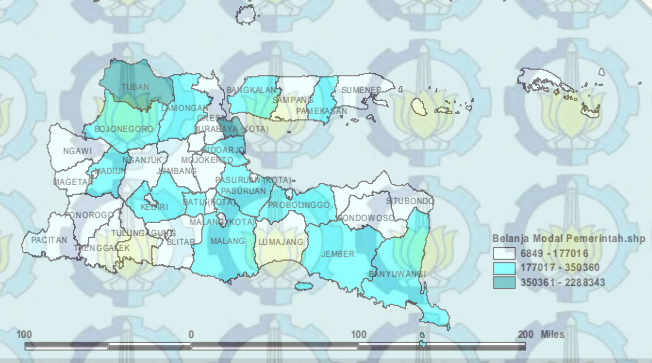 TUBAN
LAMONGAN
BOJONEGORO
GRESIK
SURABAYA (KOTA)
BANGKALAN
SAMPANG
PAMEKASAN
SUMENEP
NGAWI
MAGETAN
MADIUN
NGANJUK
JOMBANG
MOJOKERTO
SIDOARJO
PASURUAN (KOTA)
PASURUAN
PROBOLINGGO
SITUBONDO
BONDOWOSO
PONOROGO
PACITAN
TRENGGALEK
TULUNGAGUNG
KEDIRI
BLITAR
BATU (KOTA)
MALANG (KOTA)
MALANG
LUMAJANG
JEMBER
BANYUWANGI
Belanja Modal Pemerintah.shp
6849 - 177016
177017 - 350360
350361 - 2288343
100 0 100 200 Miles